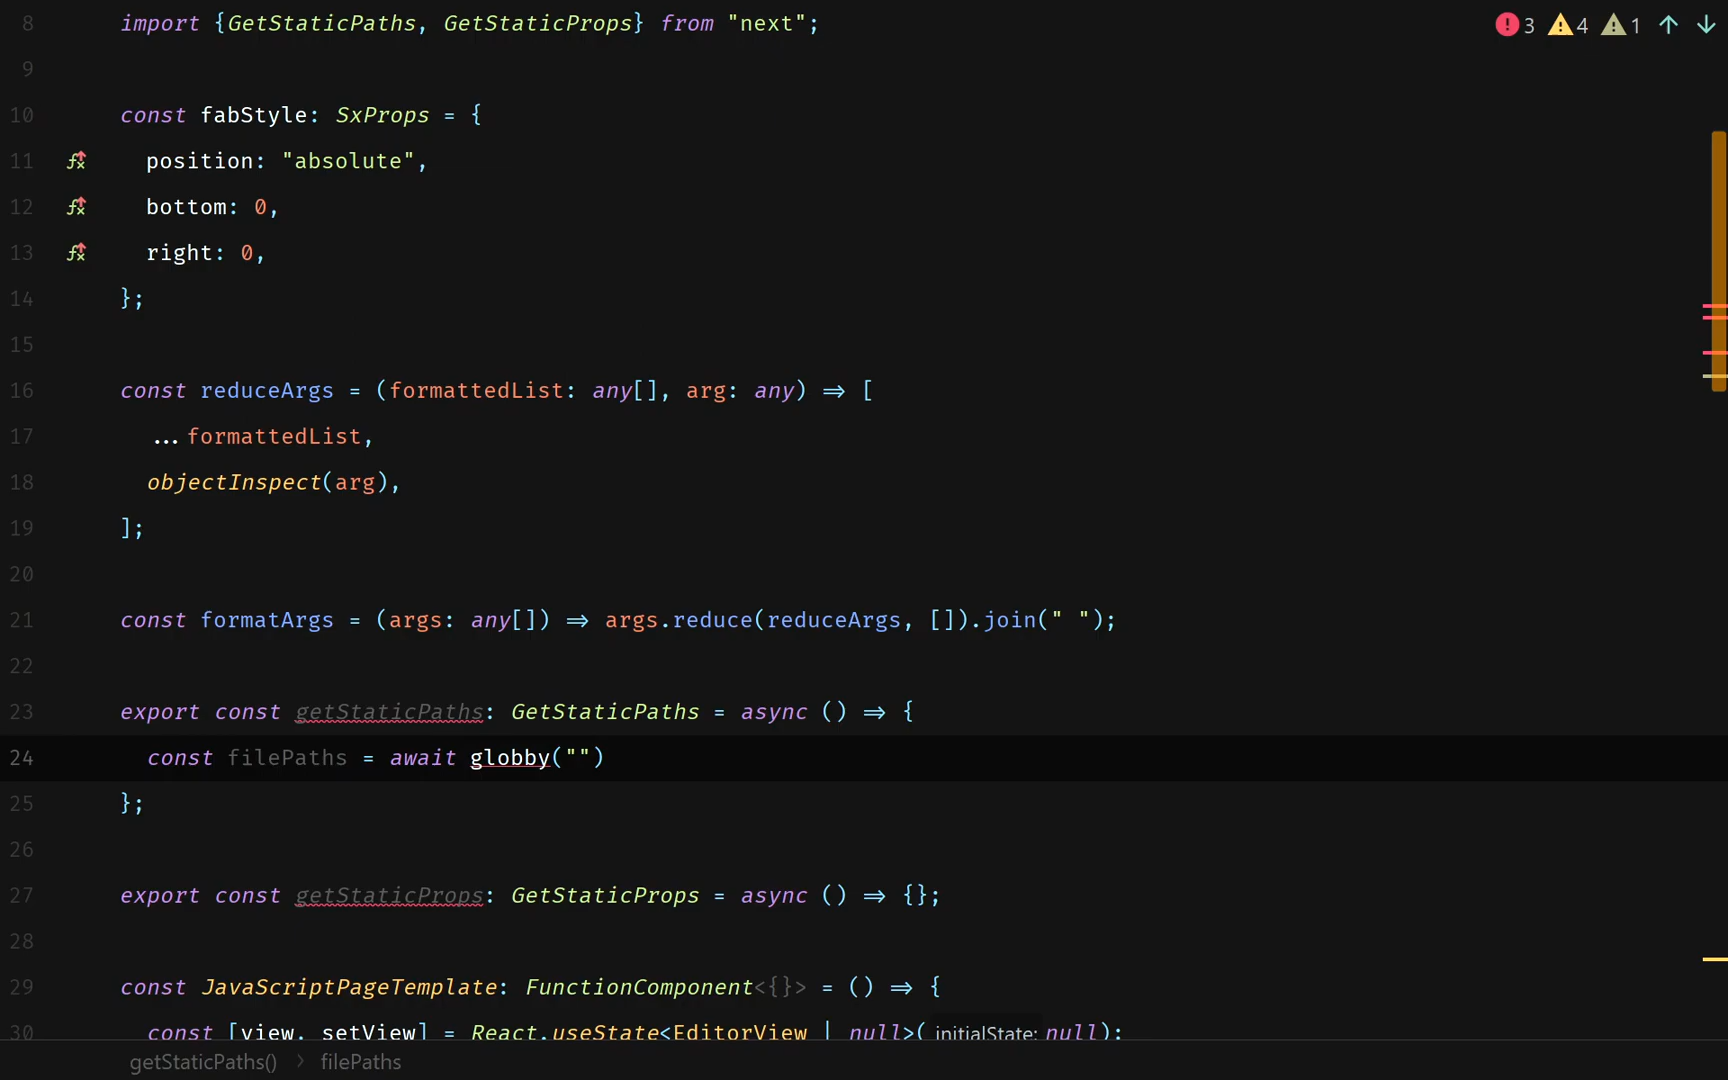 3 4 1
8 import {GetStaticPaths, GetStaticProps} from "next";
9
10 const fabStyle: SxProps = {
11 position: "absolute",
12 bottom: 0,
13 right: 0,
14 };
15
16 const reduceArgs = (formattedList: any[], arg: any) ⇒ [
17 ...formattedList,
18 objectInspect(arg),
19 ];
20
21 const formatArgs = (args: any[]) ⇒ args.reduce(reduceArgs, []).join(" ");
22
23 export const getStaticPaths: GetStaticPaths = async () ⇒ {
24 const filePaths = await globby("")
25 };
26
27 export const getStaticProps: GetStaticProps = async () ⇒ {};
28
29 const JavaScriptPageTemplate: FunctionComponent<{}> = () ⇒ {
30 const [view, setView] = React.useState<EditorView | null>( initialState: null);
getStaticPaths() > filePaths